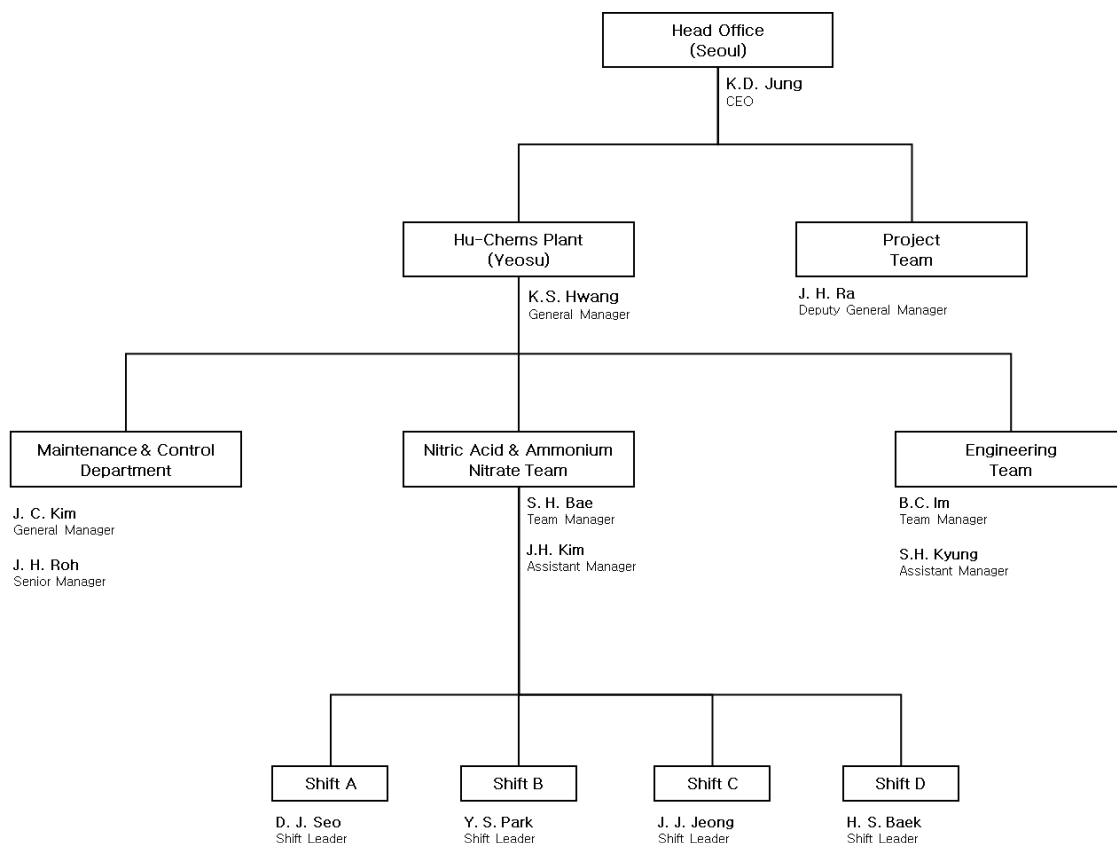 Head Office
(Seoul)
K.D. Jung
CEO
Hu-Chems Plant
(Yeosu)
K.S. Hwang
General Manager
Project
Team
J. H. Ra
Deputy General Manager
Maintenance & Control
Department
J. C. Kim
General Manager
J. H. Roh
Senior Manager
Nitric Acid & Ammonium
Nitrate Team
S. H. Bae
Team Manager
J.H. Kim
Assistant Manager
Engineering
Team
B.C. Im
Team Manager
S.H. Kyung
Assistant Manager
Shift A
D. J. Seo
Shift Leader
Shift B
Y. S. Park
Shift Leader
Shift C
J. J. Jeong
Shift Leader
Shift D
H. S. Baek
Shift Leader